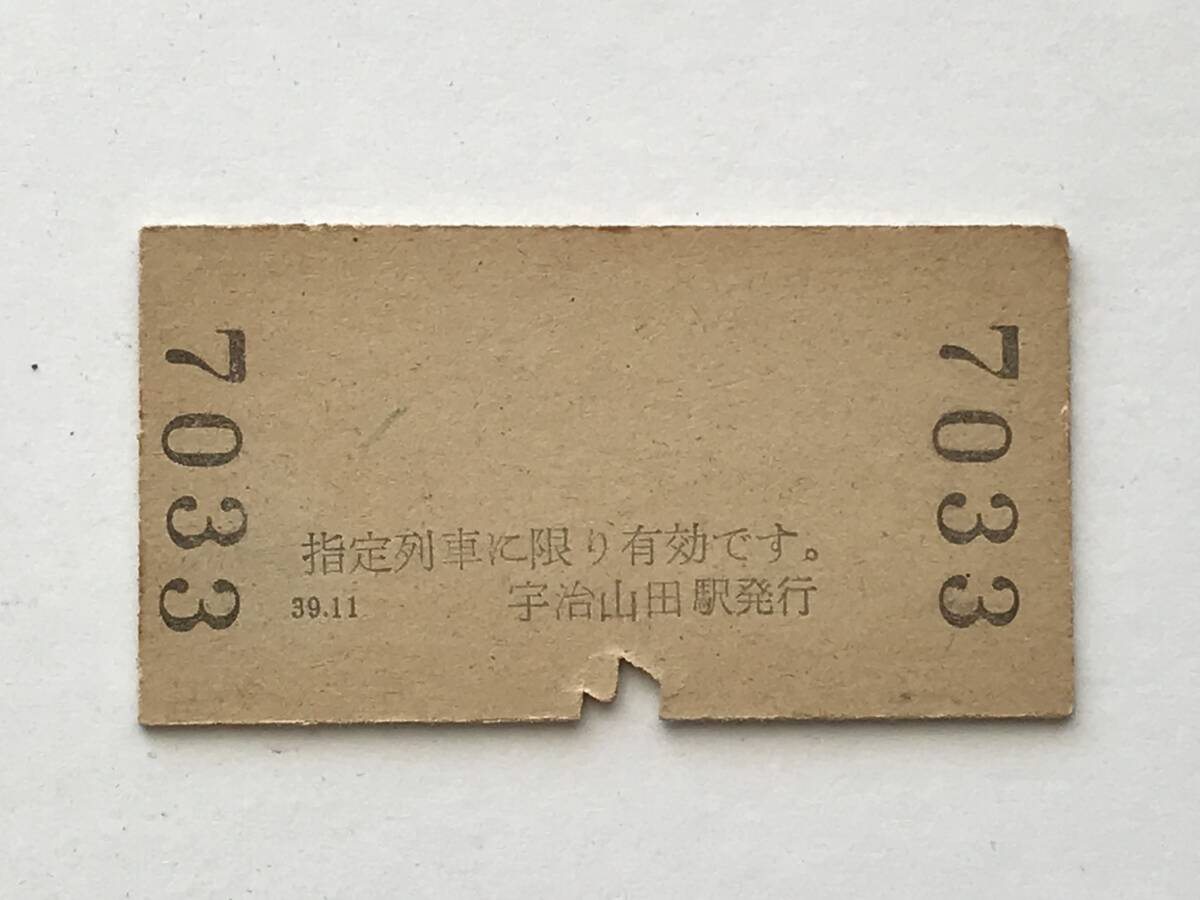 7033
指定列車に限り有効です。
39.11 宇治山田駅発行
7033